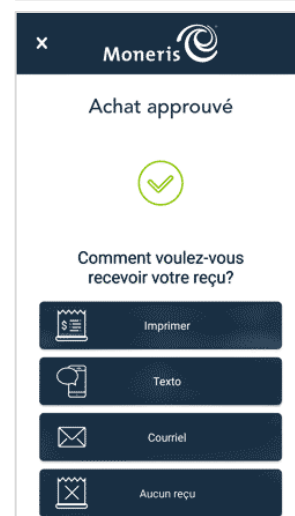 ×
Moneris
Achat approuvé
Comment voulez-vous
recevoir votre reçu?
$
Imprimer
Texto
Courriel
Aucun reçu